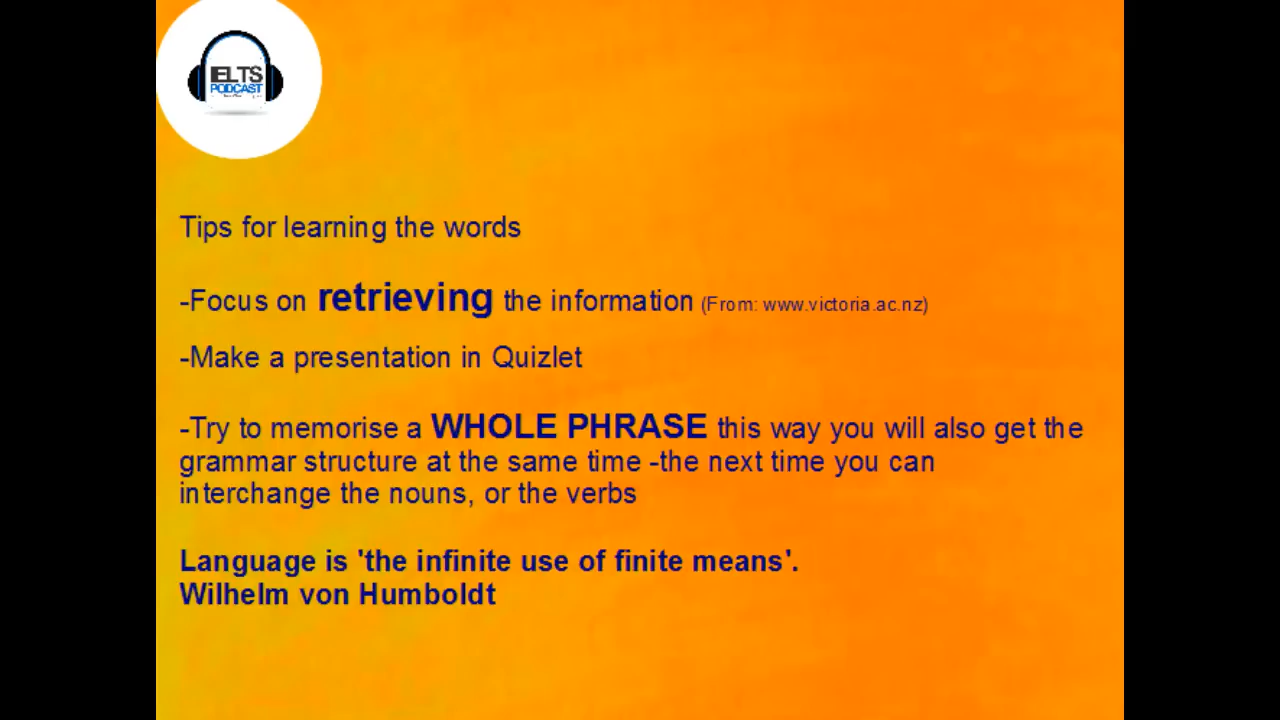 IELTS
PODCAST
Tips for learning the words
-Focus on retrieving the information (From: www.victoria.ac.nz)
-Make a presentation in Quizlet
-Try to memorise a WHOLE PHRASE this way you will also get the
grammar structure at the same time -the next time you can
interchange the nouns, or the verbs
Language is 'the infinite use of finite means'.
Wilhelm von Humboldt